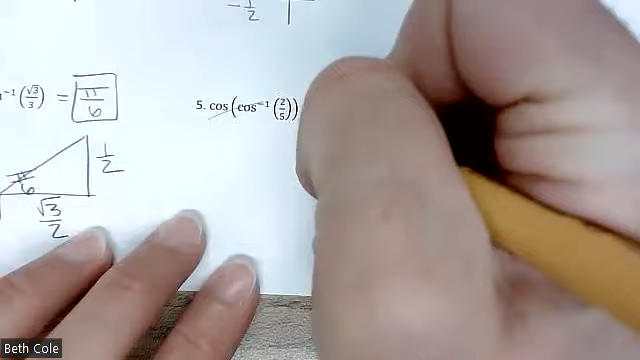 -1/2
⁻¹(√3/3) = π/6
5. cos(cos⁻¹(2/5))
1/2
π/6
√3/2
Beth Cole